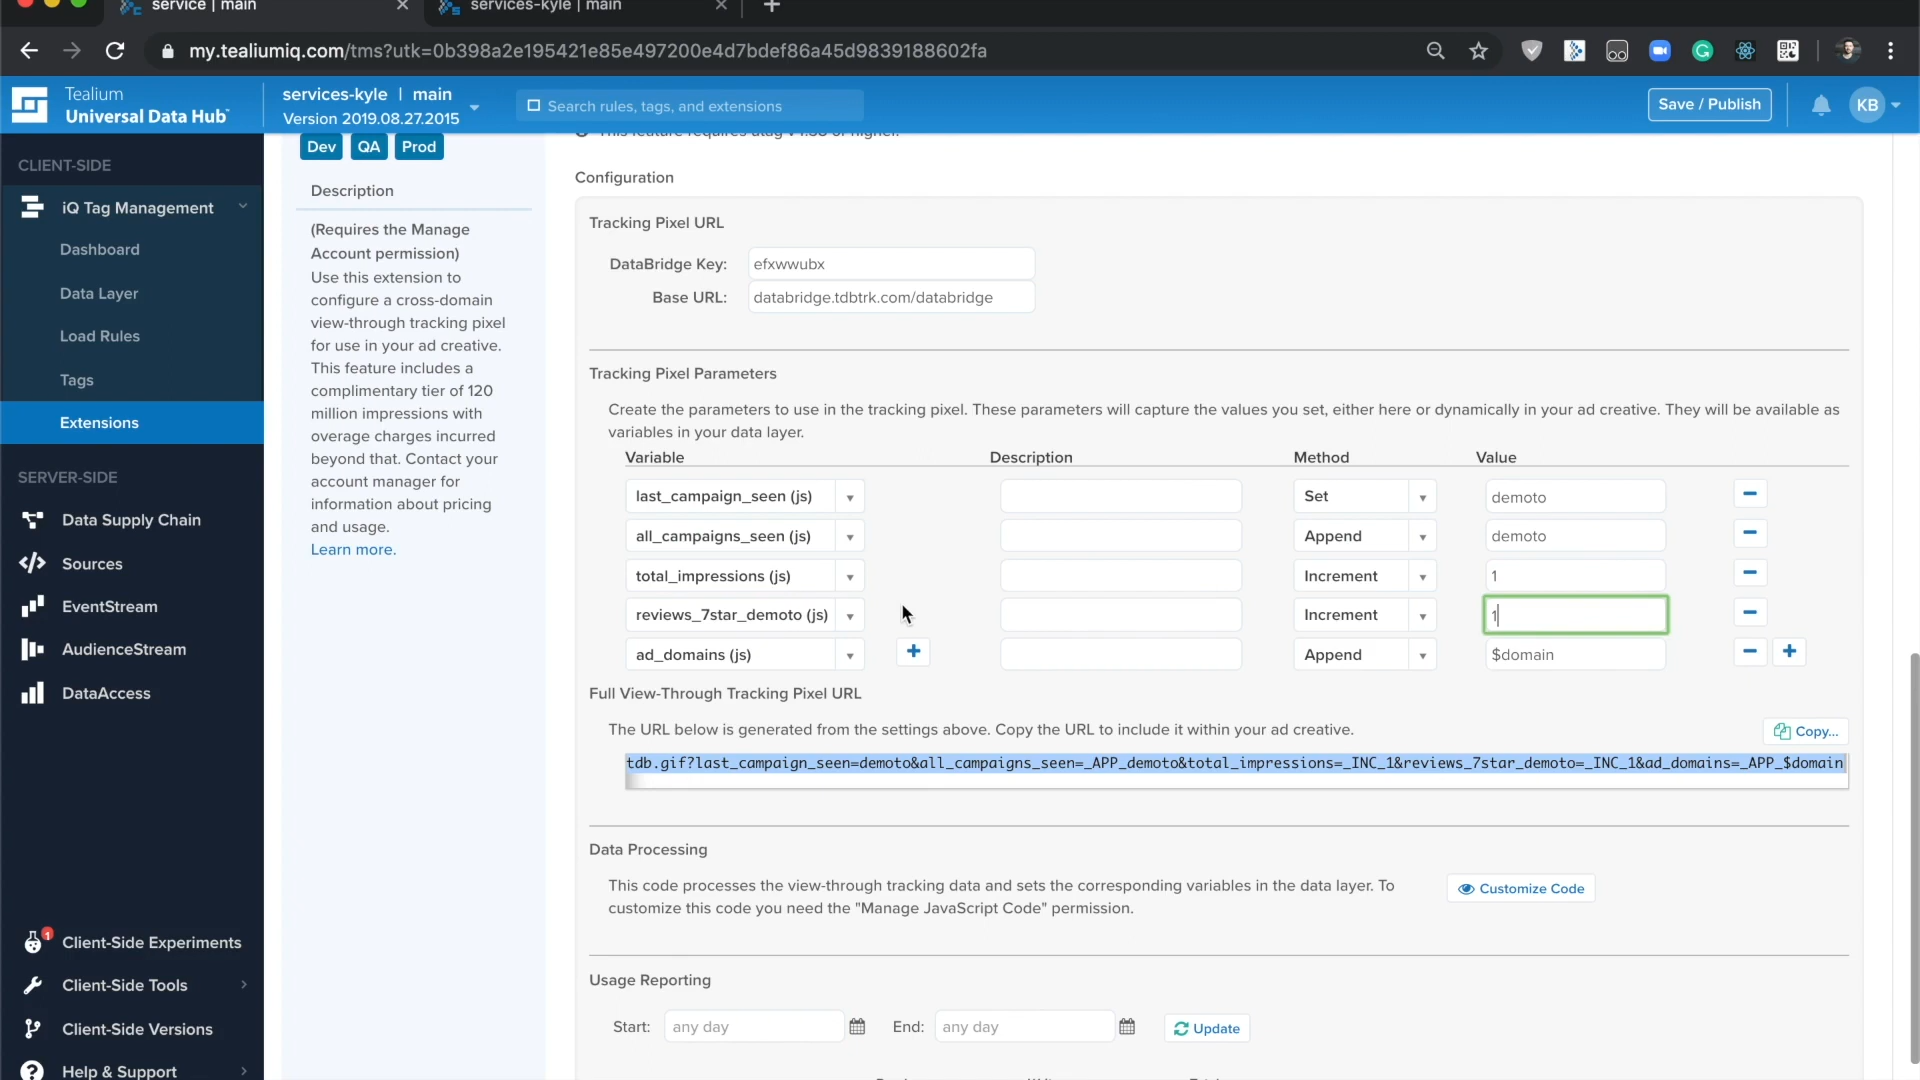 service | main
services-kyle | main
my.tealiumiq.com/tms?utk=0b398a2e195421e85e497200e4d7bdef86a45d9839188602fa
Tealium
Universal Data Hub
services-kyle | main
Version 2019.08.27.2015
Search rules, tags, and extensions
Save / Publish
KB
CLIENT-SIDE
iQ Tag Management
Dashboard
Data Layer
Load Rules
Tags
Extensions
SERVER-SIDE
Data Supply Chain
Sources
EventStream
AudienceStream
DataAccess
1
Client-Side Experiments
Client-Side Tools
Client-Side Versions
Help & Support
Dev QA Prod
Description
(Requires the Manage
Account permission)
Use this extension to
configure a cross-domain
view-through tracking pixel
for use in your ad creative.
This feature includes a
complimentary tier of 120
million impressions with
overage charges incurred
beyond that. Contact your
account manager for
information about pricing
and usage.
Learn more.
Configuration
Tracking Pixel URL
DataBridge Key: efxwwubx
Base URL: databridge.tdbtrk.com/databridge
Tracking Pixel Parameters
Create the parameters to use in the tracking pixel. These parameters will capture the values you set, either here or dynamically in your ad creative. They will be available as
variables in your data layer.
Variable Description Method Value
last_campaign_seen (js) Set demoto
all_campaigns_seen (js) Append demoto
total_impressions (js) Increment 1
reviews_7star_demoto (js) Increment 1
ad_domains (js) Append $domain
Full View-Through Tracking Pixel URL
The URL below is generated from the settings above. Copy the URL to include it within your ad creative.
Copy...
tdb.gif?last_campaign_seen=demoto&all_campaigns_seen=_APP_demoto&total_impressions=_INC_1&reviews_7star_demoto=_INC_1&ad_domains=_APP_$domain
Data Processing
This code processes the view-through tracking data and sets the corresponding variables in the data layer. To
customize this code you need the "Manage JavaScript Code" permission.
Customize Code
Usage Reporting
Start: any day End: any day Update